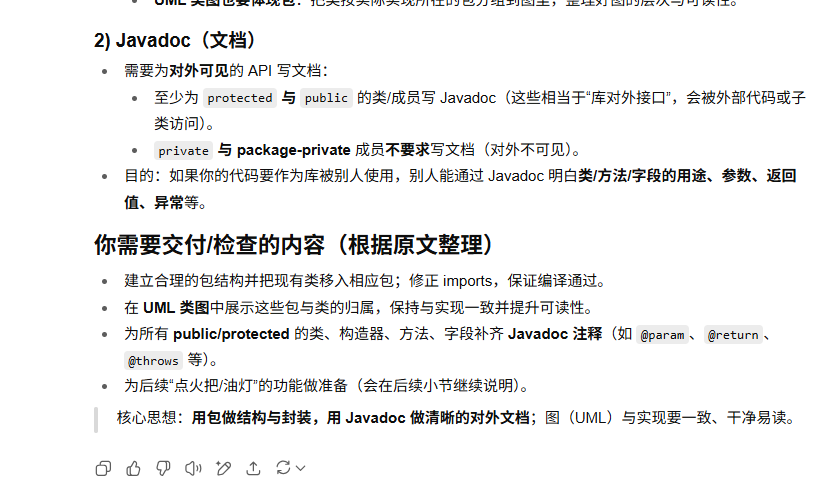 UML 类图也要体现包：把类按实际实现所在的包分组到图里，整理好图的层次与可读性。
2) Javadoc（文档）
需要为对外可见的 API 写文档：
至少为 protected 与 public 的类/成员写 Javadoc（这些相当于“库对外接口”，会被外部代码或子
类访问）。
private 与 package-private 成员不要求写文档（对外不可见）。
目的：如果你的代码要作为库被别人使用，别人能通过 Javadoc 明白类/方法/字段的用途、参数、返回
值、异常等。
你需要交付/检查的内容（根据原文整理）
建立合理的包结构并把现有类移入相应包；修正 imports，保证编译通过。
在 UML 类图中展示这些包与类的归属，保持与实现一致并提升可读性。
为所有 public/protected 的类、构造器、方法、字段补齐 Javadoc 注释（如 @param、@return、
@throws 等）。
为后续“点火把/油灯”的功能做准备（会在后续小节继续说明）。
核心思想：用包做结构与封装，用 Javadoc 做清晰的对外文档；图（UML）与实现要一致、干净易读。